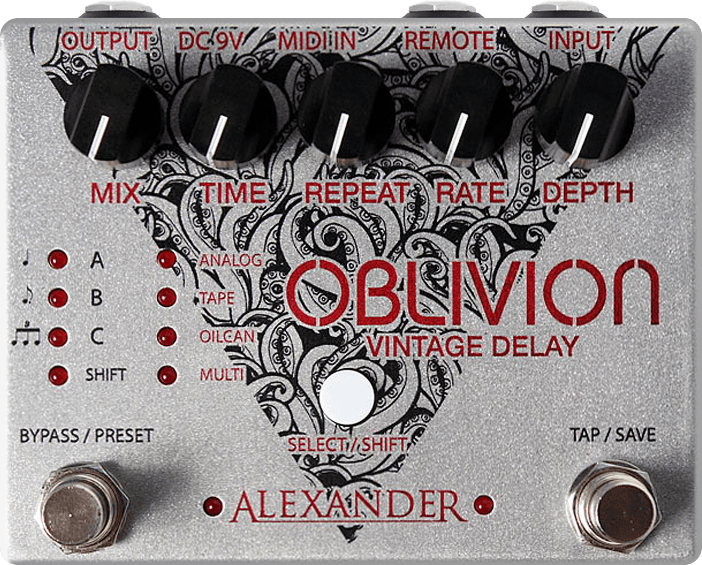 OUTPUT DC 9V MIDI IN REMOTE INPUT
MIX TIME REPEAT RATE DEPTH
A ANALOG
B TAPE
C OILCAN
SHIFT MULTI
OBLIVION
VINTAGE DELAY
BYPASS / PRESET
SELECT / SHIFT
TAP / SAVE
ALEXANDER